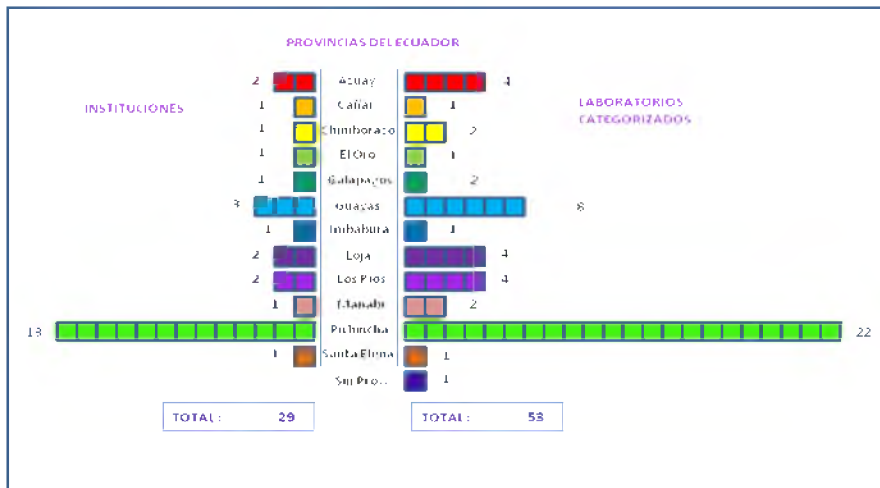 PROVINCIAS DEL ECUADOR
INSTITUCIONES
LABORATORIOS
CATEGORIZADOS
2 Azuay 4
1 Cañar 1
1 Chimborazo 2
1 El Oro 1
1 Galapagos 2
3 Guayas 8
1 Imbabura 1
2 Loja 4
2 Los Rios 4
1 Manabi 2
13 Pichincha 22
1 Santa Elena 1
Sin Pro.. 1
TOTAL : 29
TOTAL : 53